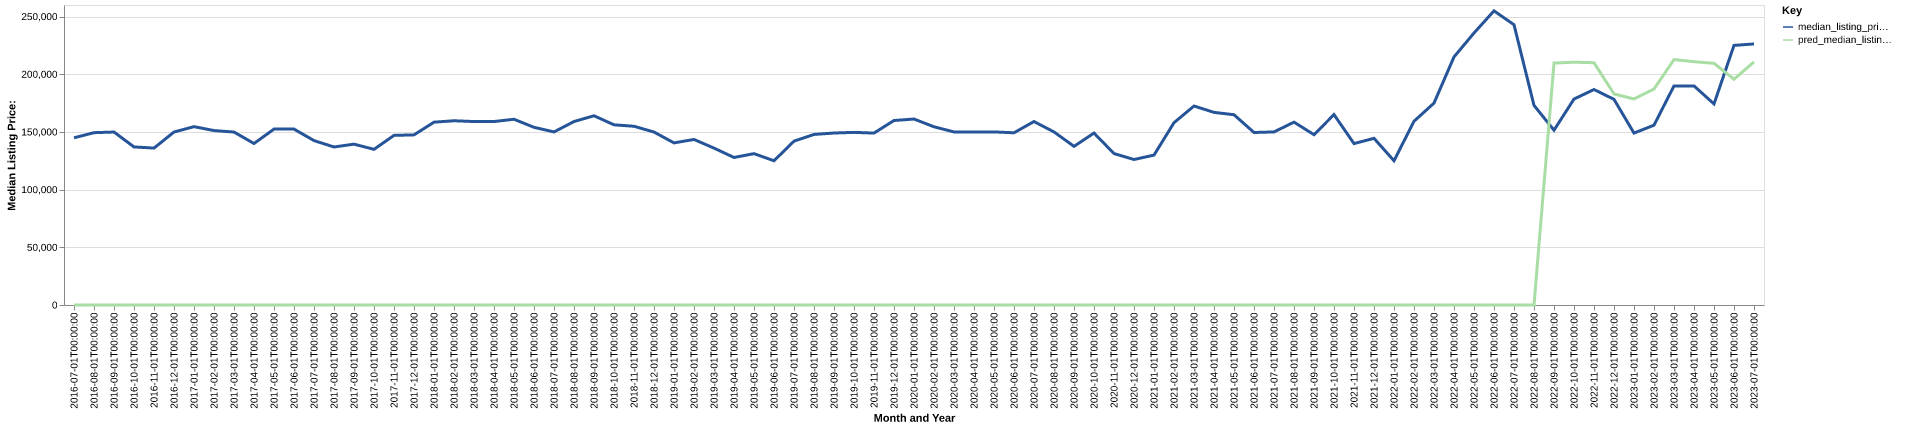 Key
median_listing_pri…
pred_median_listin…
Median Listing Price:
250,000
200,000
150,000
100,000
50,000
0
2016-07-01T00:00:00
2016-08-01T00:00:00
2016-09-01T00:00:00
2016-10-01T00:00:00
2016-11-01T00:00:00
2016-12-01T00:00:00
2017-01-01T00:00:00
2017-02-01T00:00:00
2017-03-01T00:00:00
2017-04-01T00:00:00
2017-05-01T00:00:00
2017-06-01T00:00:00
2017-07-01T00:00:00
2017-08-01T00:00:00
2017-09-01T00:00:00
2017-10-01T00:00:00
2017-11-01T00:00:00
2017-12-01T00:00:00
2018-01-01T00:00:00
2018-02-01T00:00:00
2018-03-01T00:00:00
2018-04-01T00:00:00
2018-05-01T00:00:00
2018-06-01T00:00:00
2018-07-01T00:00:00
2018-08-01T00:00:00
2018-09-01T00:00:00
2018-10-01T00:00:00
2018-11-01T00:00:00
2018-12-01T00:00:00
2019-01-01T00:00:00
2019-02-01T00:00:00
2019-03-01T00:00:00
2019-04-01T00:00:00
2019-05-01T00:00:00
2019-06-01T00:00:00
2019-07-01T00:00:00
2019-08-01T00:00:00
2019-09-01T00:00:00
2019-10-01T00:00:00
2019-11-01T00:00:00
2019-12-01T00:00:00
2020-01-01T00:00:00
2020-02-01T00:00:00
2020-03-01T00:00:00
2020-04-01T00:00:00
2020-05-01T00:00:00
2020-06-01T00:00:00
2020-07-01T00:00:00
2020-08-01T00:00:00
2020-09-01T00:00:00
2020-10-01T00:00:00
2020-11-01T00:00:00
2020-12-01T00:00:00
2021-01-01T00:00:00
2021-02-01T00:00:00
2021-03-01T00:00:00
2021-04-01T00:00:00
2021-05-01T00:00:00
2021-06-01T00:00:00
2021-07-01T00:00:00
2021-08-01T00:00:00
2021-09-01T00:00:00
2021-10-01T00:00:00
2021-11-01T00:00:00
2021-12-01T00:00:00
2022-01-01T00:00:00
2022-02-01T00:00:00
2022-03-01T00:00:00
2022-04-01T00:00:00
2022-05-01T00:00:00
2022-06-01T00:00:00
2022-07-01T00:00:00
2022-08-01T00:00:00
2022-09-01T00:00:00
2022-10-01T00:00:00
2022-11-01T00:00:00
2022-12-01T00:00:00
2023-01-01T00:00:00
2023-02-01T00:00:00
2023-03-01T00:00:00
2023-04-01T00:00:00
2023-05-01T00:00:00
2023-06-01T00:00:00
2023-07-01T00:00:00
Month and Year